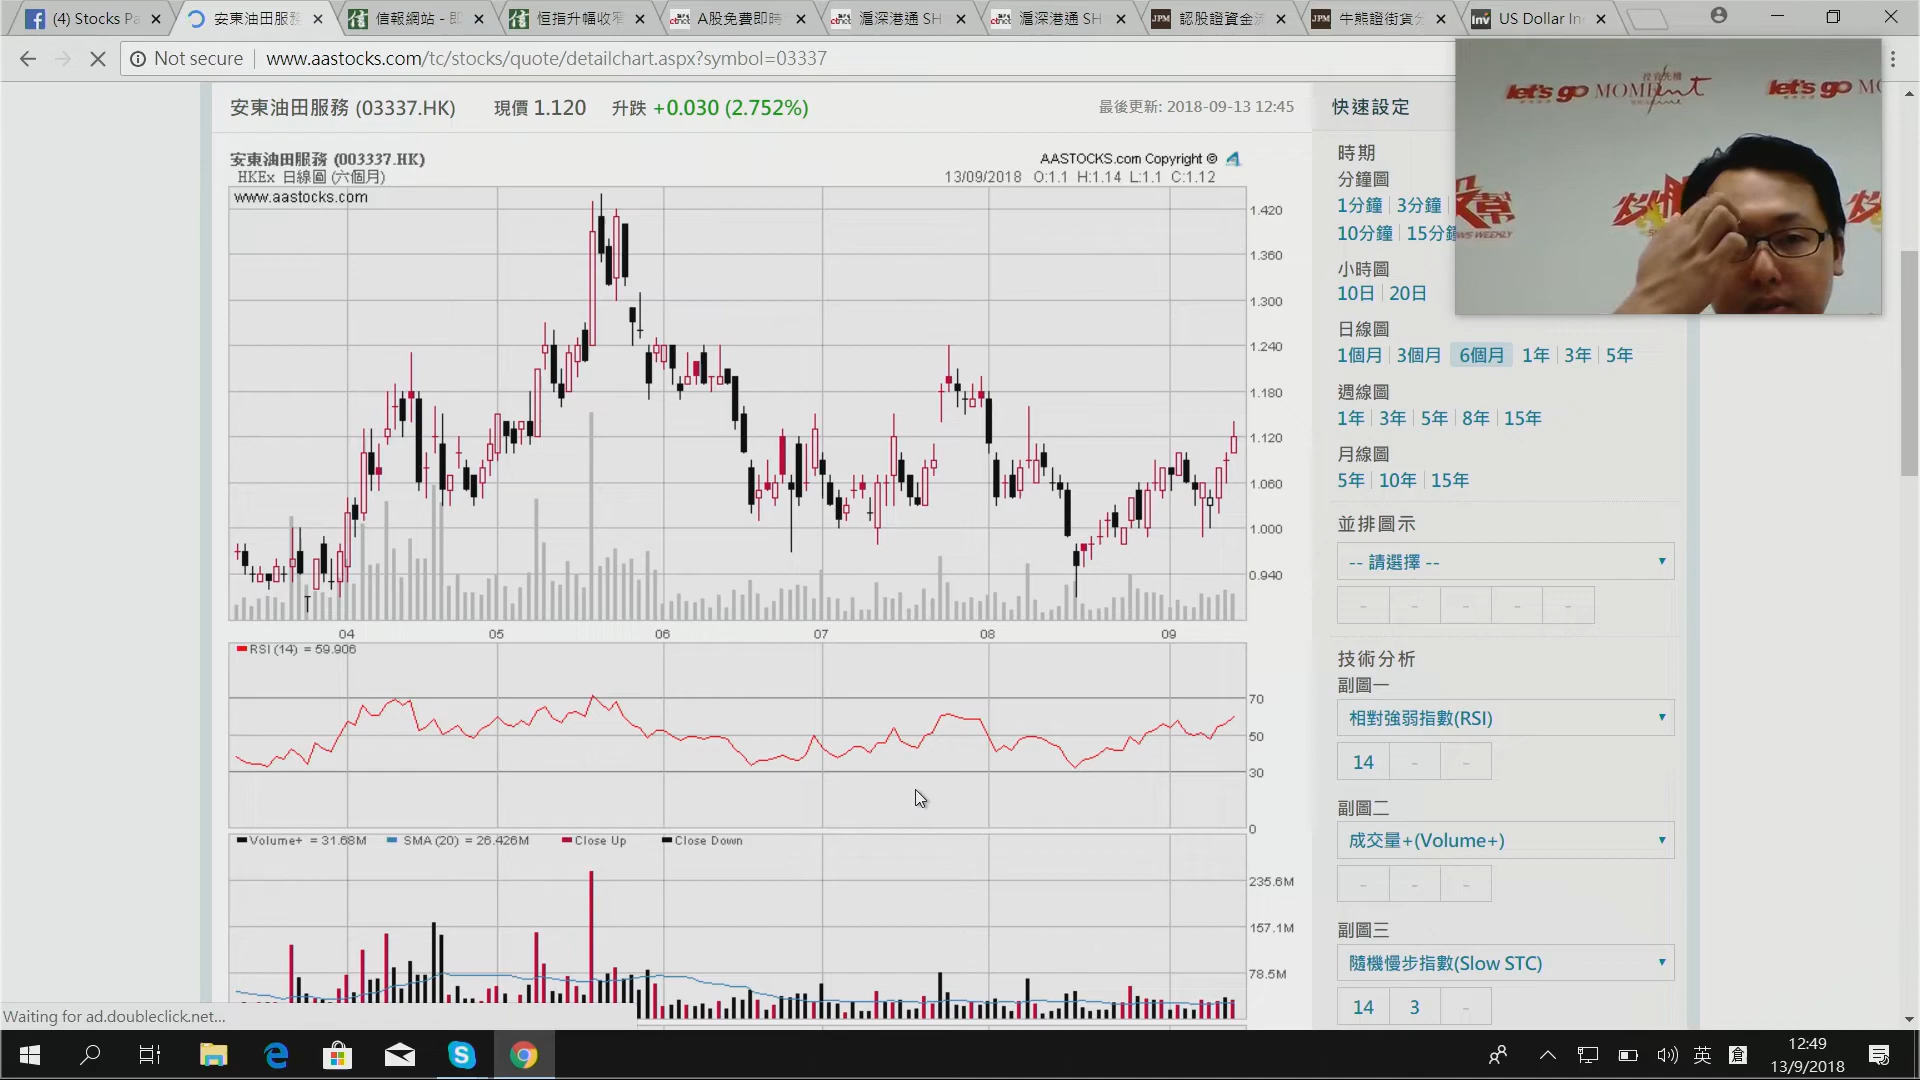 (4) Stocks Pa
安東油田服務
信報網站 - 即
恒指升幅收窄
A股免費即時
滬深港通 SH
滬深港通 SH
認股證資金流
牛熊證街貨分
US Dollar In
Not secure | www.aastocks.com/tc/stocks/quote/detailchart.aspx?symbol=03337
安東油田服務 (03337.HK) 現價 1.120 升跌 +0.030 (2.752%) 最後更新: 2018-09-13 12:45
安東油田服務 (003337.HK)
AASTOCKS.com Copyright ©
HKEx 日線圖 (六個月)
13/09/2018 O:1.1 H:1.14 L:1.1 C:1.12
www.aastocks.com
1.420
1.360
1.300
1.240
1.180
1.120
1.060
1.000
0.940
04 05 06 07 08 09
RSI (14) = 59.906
70
50
30
0
Volume+ = 31.68M SMA (20) = 26.426M Close Up Close Down
235.6M
157.1M
78.5M
快速設定
時期
分鐘圖
1分鐘 3分鐘
10分鐘 15分鐘
小時圖
10日 20日
日線圖
1個月 3個月 6個月 1年 3年 5年
週線圖
1年 3年 5年 8年 15年
月線圖
5年 10年 15年
並排圖示
-- 請選擇 --
- - - - -
技術分析
副圖一
相對強弱指數(RSI)
14 - -
副圖二
成交量+(Volume+)
- - -
副圖三
隨機慢步指數(Slow STC)
14 3 -
let's go MOMENT
let's go MO
Waiting for ad.doubleclick.net...
英
倉
12:49
13/9/2018